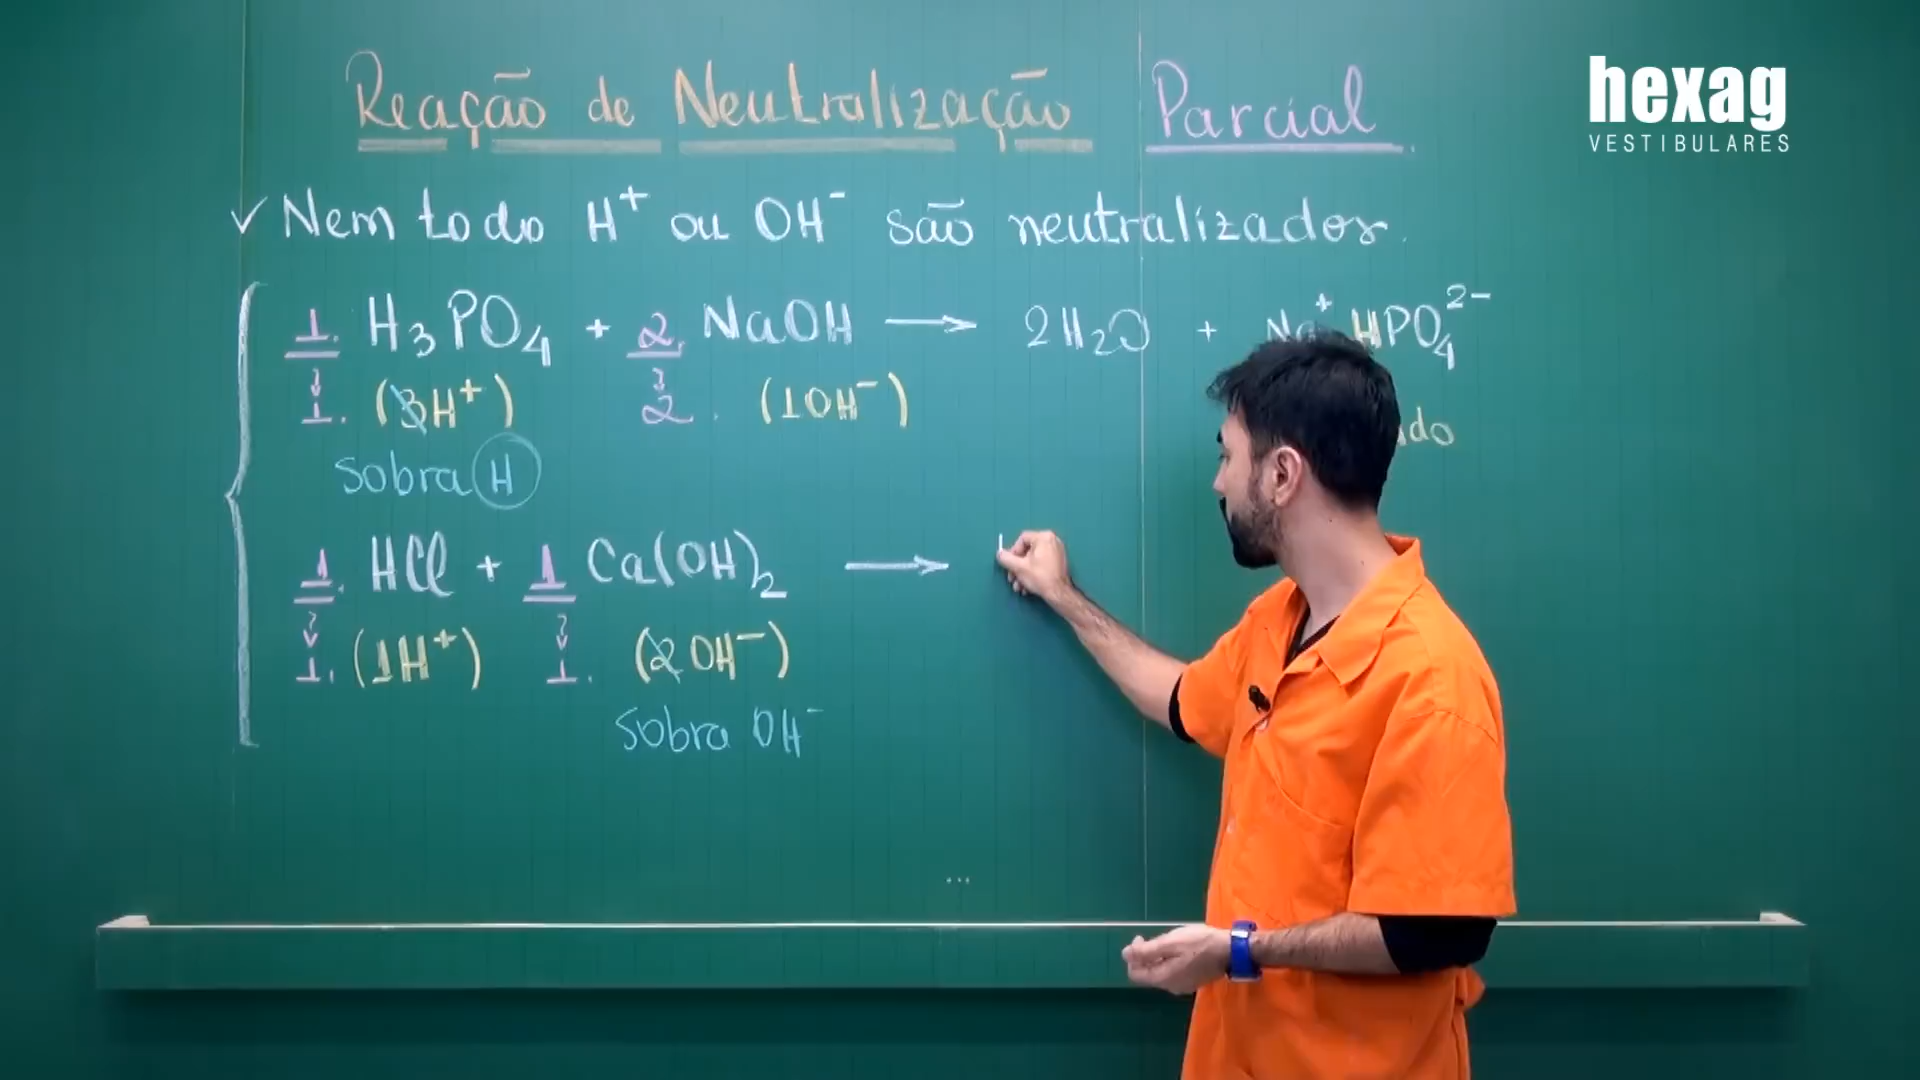 hexag
VESTIBULARES
Reação de Neutralização Parcial
✓ Nem todo H⁺ ou OH⁻ são neutralizados.
1. H₃PO₄ + 2. NaOH → 2H₂O + Na⁺ HPO₄²⁻
1. (3H⁺) 2. (1OH⁻)
sobra H
1. HCl + 1 Ca(OH)₂ →
1. (1H⁺) 1. (2OH⁻)
sobra OH⁻
...